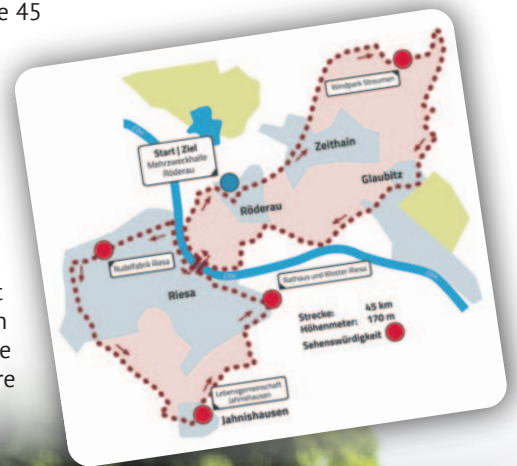 e 45
t
n
e
re
Windpark Streumen
Start | Ziel
Mehrzweckhalle
Röderau
Zeithain
Glaubitz
Röderau
Nudelfabrik Riesa
Riesa
Rathaus und Kloster Riesa
Strecke: 45 km
Höhenmeter: 170 m
Sehenswürdigkeit
Lebensgemeinschaft
Jahnishausen
Jahnishausen